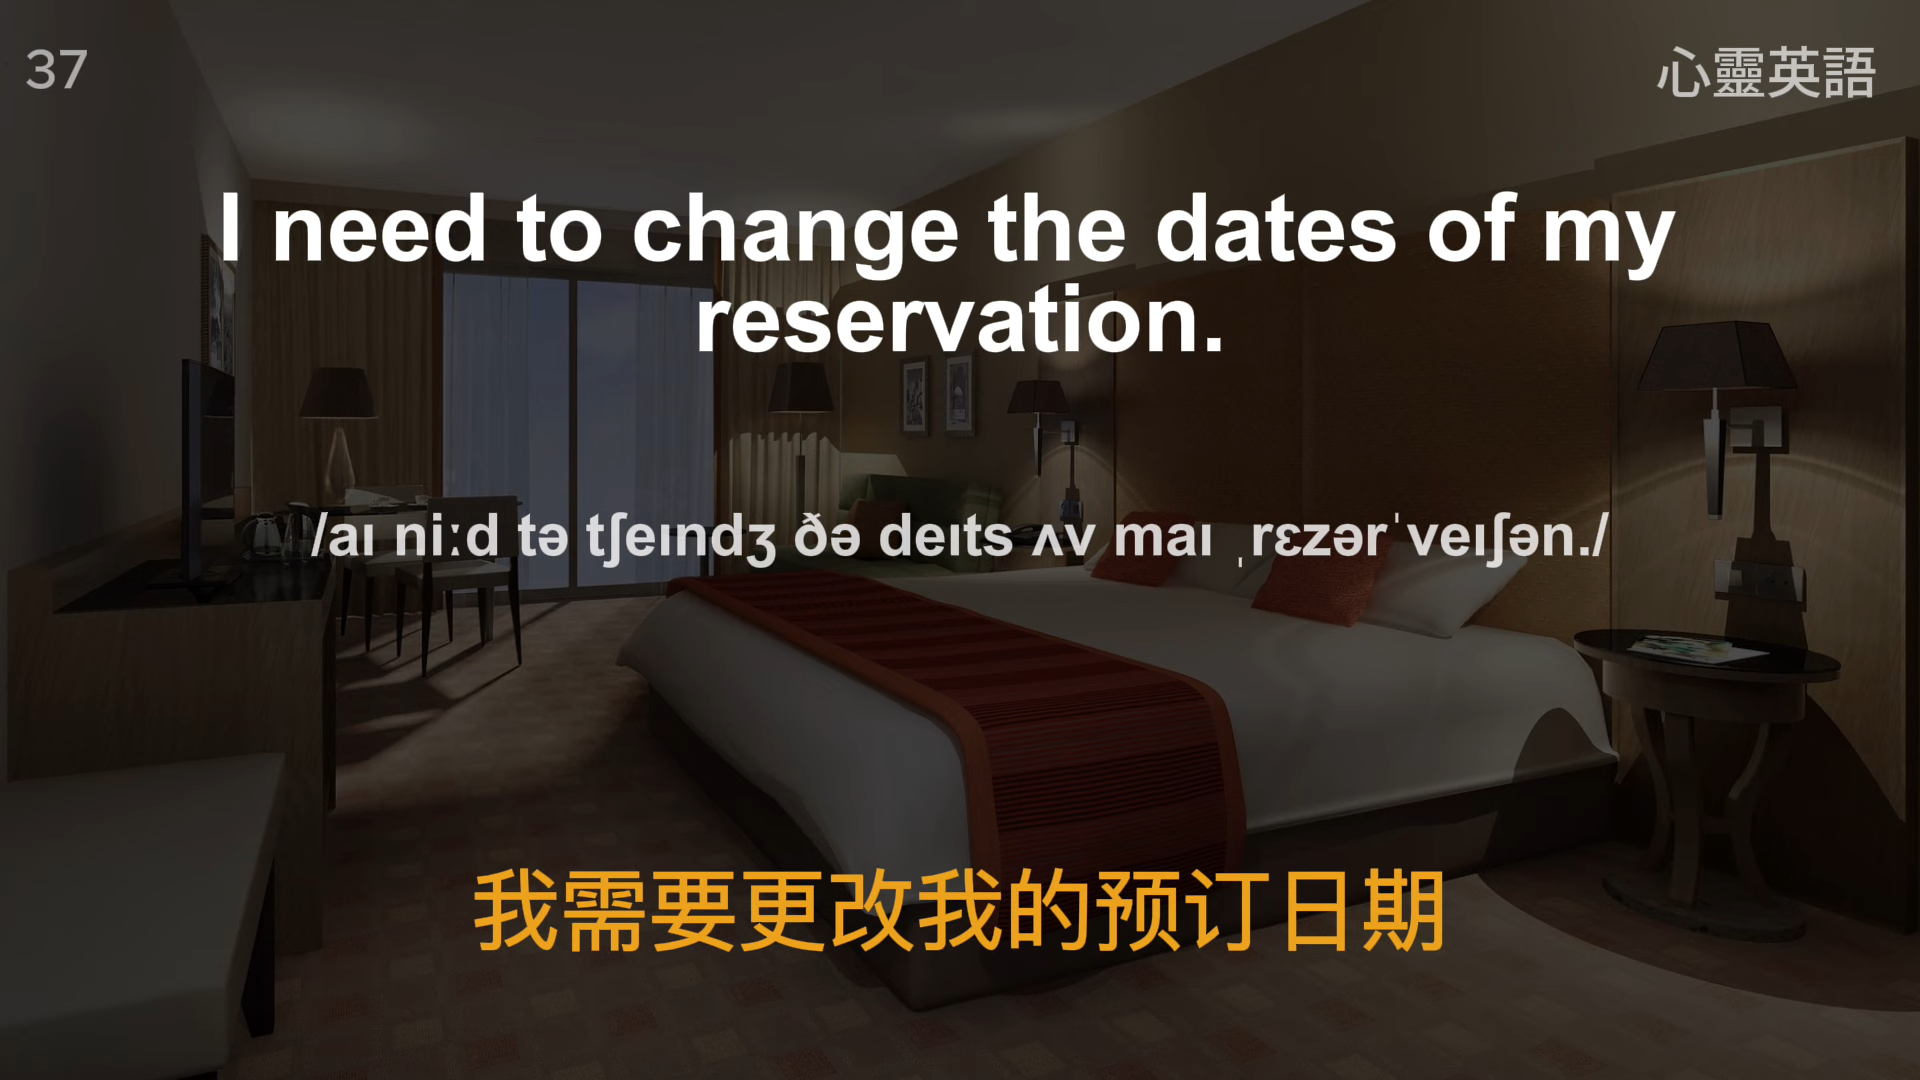 37
心靈英語
I need to change the dates of my
reservation.
/aɪ niːd tə tʃeɪndʒ ðə deɪts ʌv maɪ ˌrɛzərˈveɪʃən./
我需要更改我的预订日期